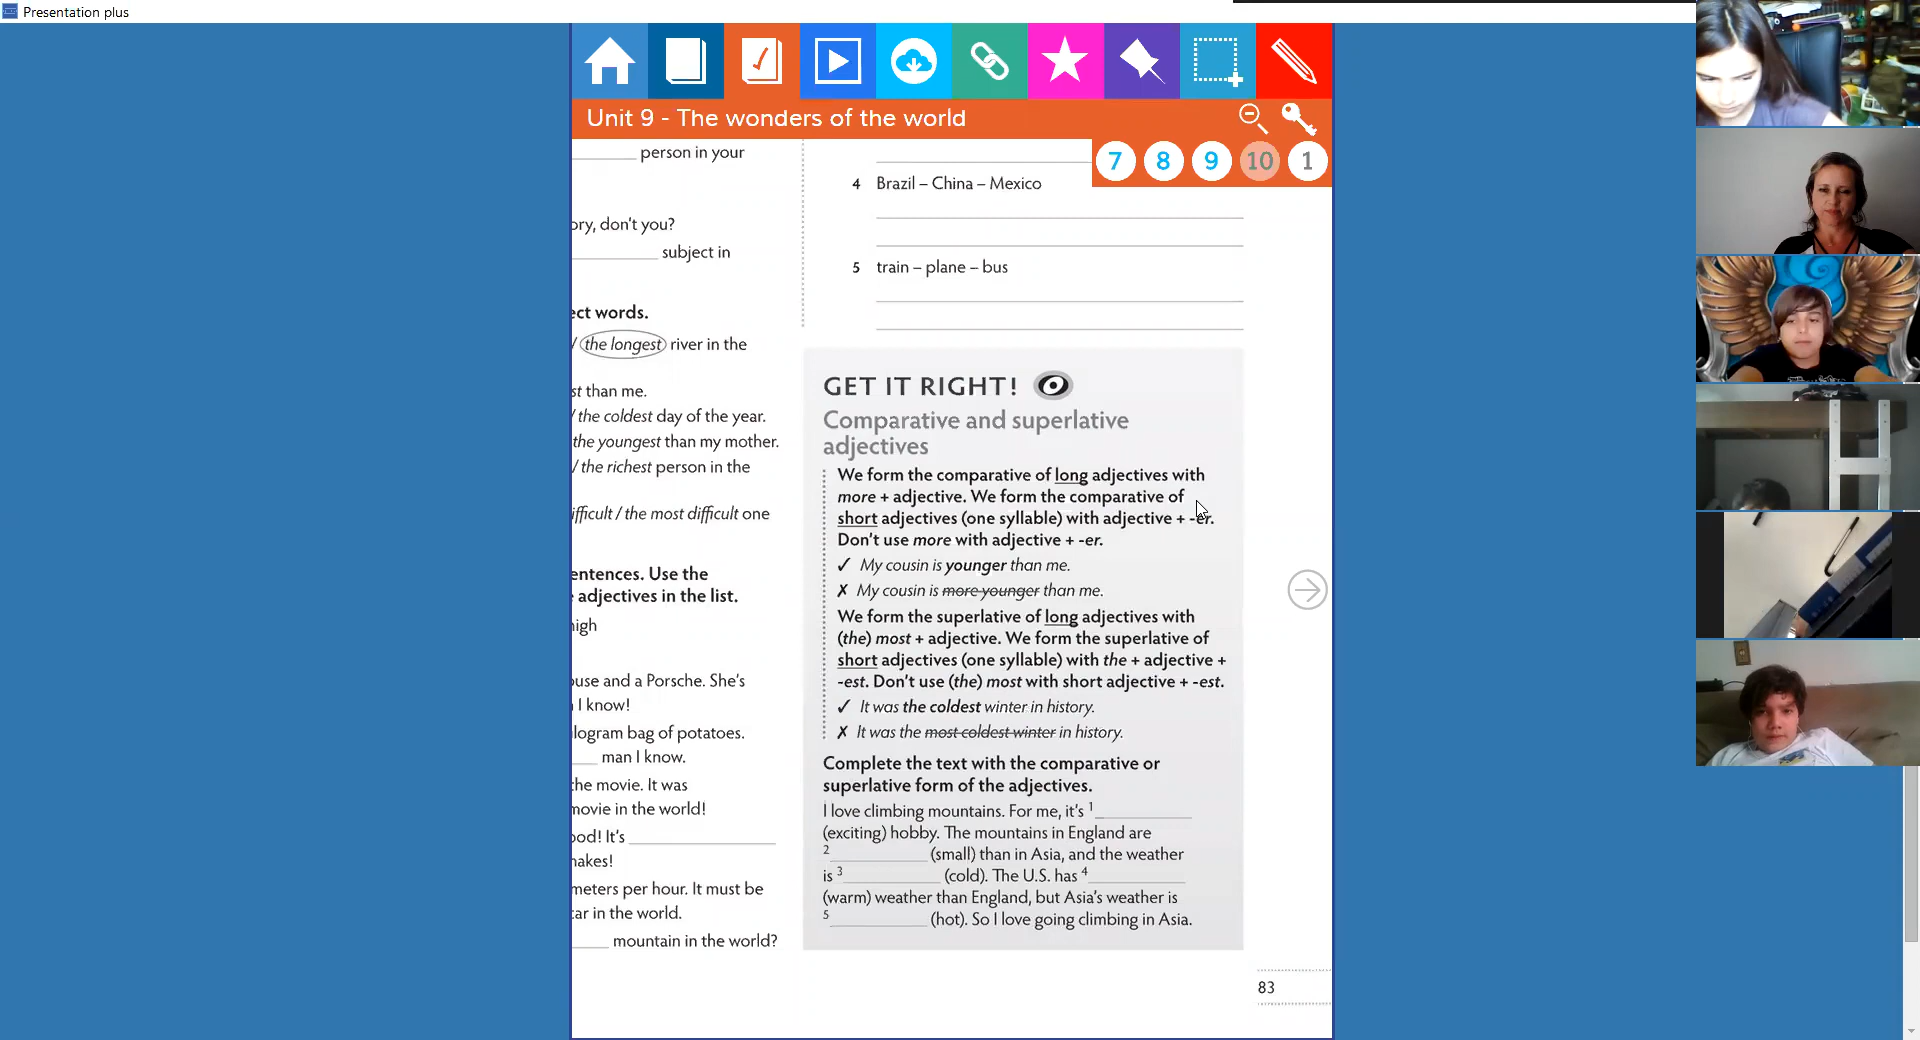 Presentation plus
Unit 9 - The wonders of the world
7 8 9 10 1
person in your
ory, don't you?
subject in
ect words.
/ the longest river in the
st than me.
/ the coldest day of the year.
the youngest than my mother.
/ the richest person in the
ifficult / the most difficult one
entences. Use the
adjectives in the list.
igh
ouse and a Porsche. She's
I know!
logram bag of potatoes.
man I know.
the movie. It was
movie in the world!
ood! It's
nakes!
meters per hour. It must be
car in the world.
mountain in the world?
4 Brazil – China – Mexico
5 train – plane – bus
GET IT RIGHT!
Comparative and superlative
adjectives
We form the comparative of long adjectives with
more + adjective. We form the comparative of
short adjectives (one syllable) with adjective + -er.
Don't use more with adjective + -er.
✓ My cousin is younger than me.
✗ My cousin is more younger than me.
We form the superlative of long adjectives with
(the) most + adjective. We form the superlative of
short adjectives (one syllable) with the + adjective +
-est. Don't use (the) most with short adjective + -est.
✓ It was the coldest winter in history.
✗ It was the most coldest winter in history.
Complete the text with the comparative or
superlative form of the adjectives.
I love climbing mountains. For me, it's 1
(exciting) hobby. The mountains in England are
2 (small) than in Asia, and the weather
is 3 (cold). The U.S. has 4
(warm) weather than England, but Asia's weather is
5 (hot). So I love going climbing in Asia.
83